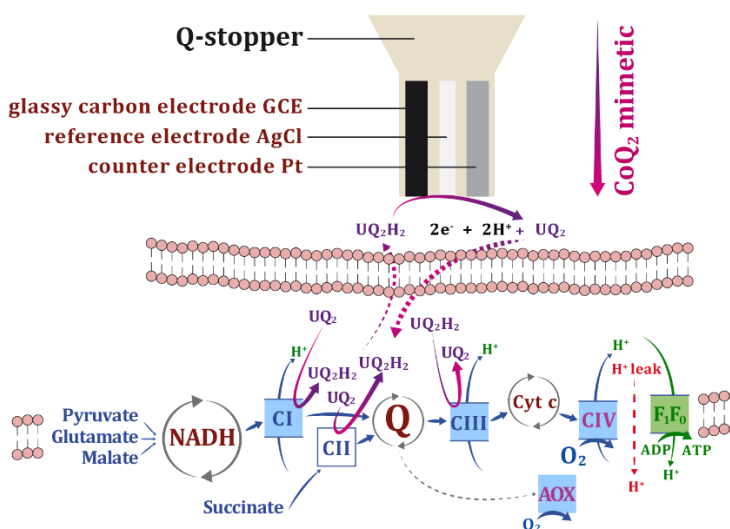 Q-stopper
glassy carbon electrode GCE
reference electrode AgCl
counter electrode Pt
CoQ₂ mimetic
UQ₂H₂ 2e⁻ + 2H⁺ + UQ₂
UQ₂
UQ₂H₂
H⁺
UQ₂H₂
UQ₂H₂
UQ₂
UQ₂
H⁺
H⁺
H⁺ leak
Pyruvate
Glutamate
Malate
NADH
CI
CII
Q
CIII
Cyt c
CIV
F₁F₀
O₂
ADP
ATP
H⁺
H⁺
Succinate
AOX
O₂